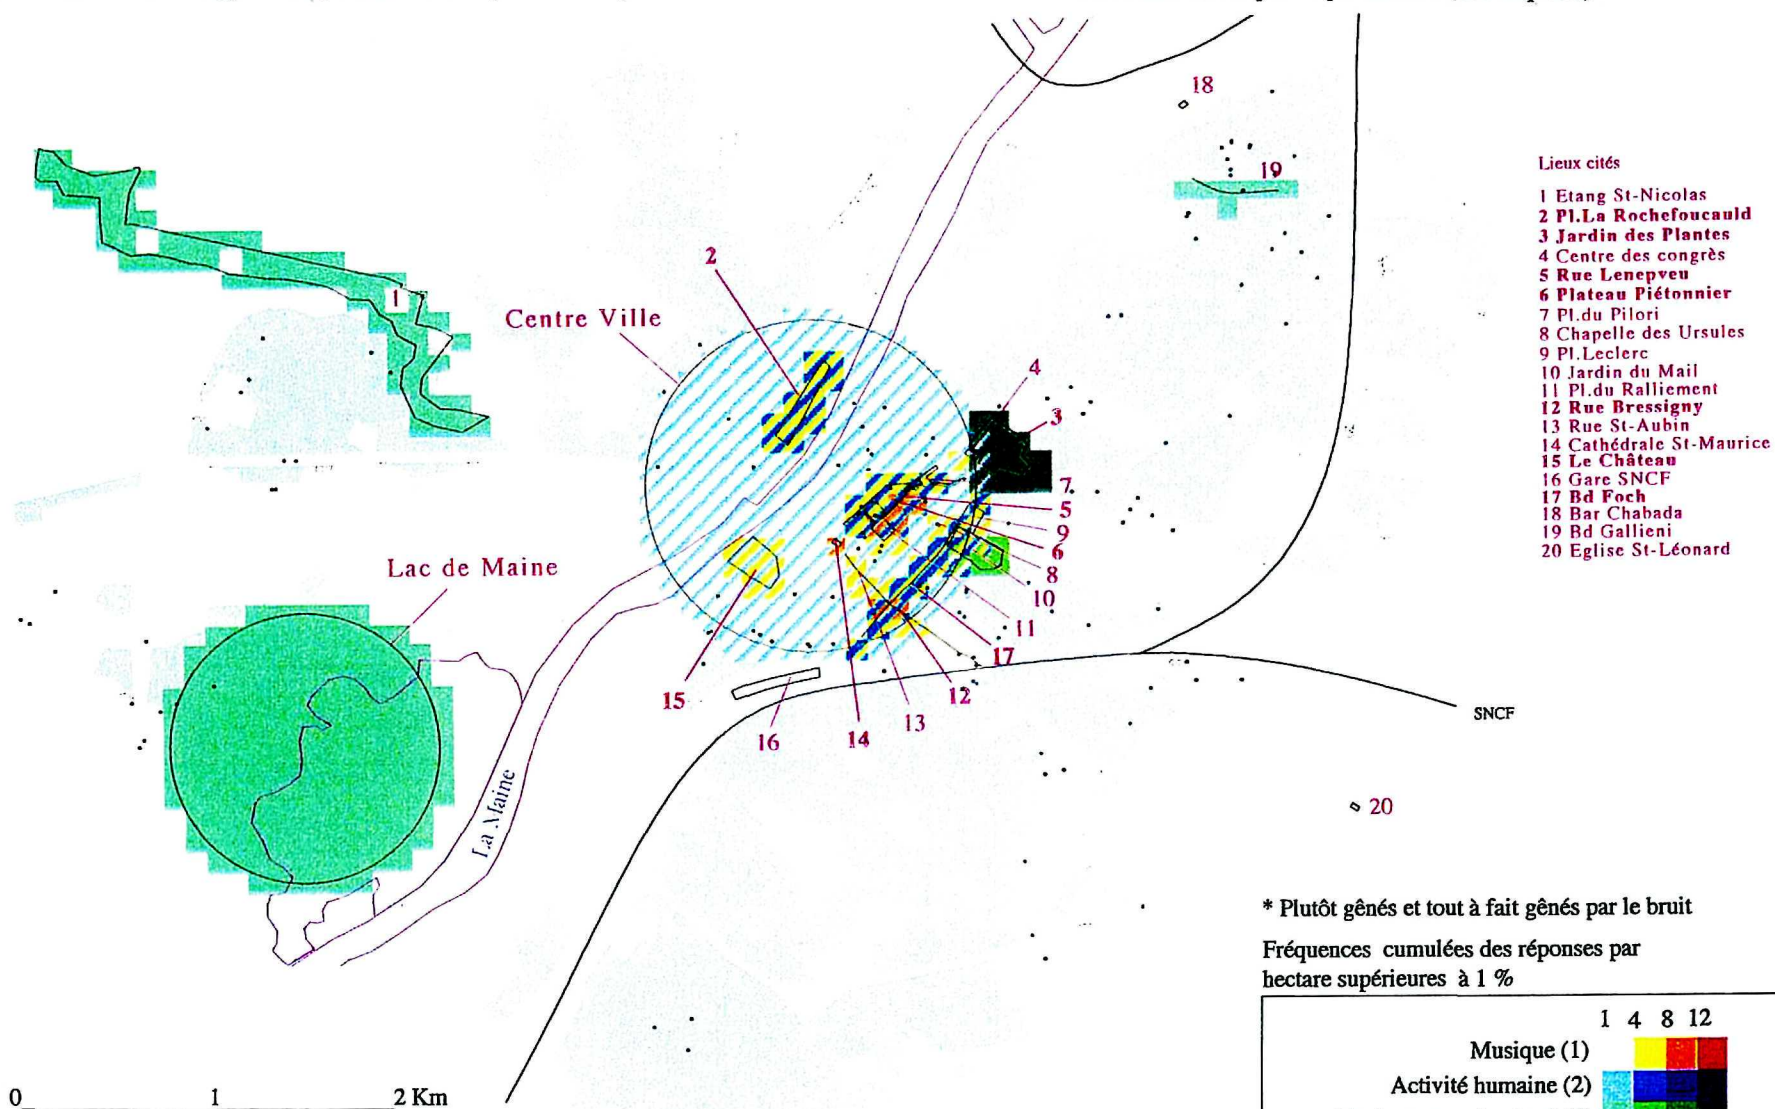 18
19
Lieux cités
1 Etang St-Nicolas
2 Pl.La Rochefoucauld
3 Jardin des Plantes
4 Centre des congrès
5 Rue Lenepveu
6 Plateau Piétonnier
7 Pl.du Pilori
8 Chapelle des Ursules
9 Pl.Leclerc
10 Jardin du Mail
11 Pl.du Ralliement
12 Rue Bressigny
13 Rue St-Aubin
14 Cathédrale St-Maurice
15 Le Château
16 Gare SNCF
17 Bd Foch
18 Bar Chabada
19 Bd Gallieni
20 Eglise St-Léonard
2
1
Centre Ville
4
3
7
5
9
6
8
10
11
17
12
13
14
15
16
Lac de Maine
La Maine
SNCF
20
* Plutôt gênés et tout à fait gênés par le bruit
Fréquences cumulées des réponses par
hectare supérieures à 1 %
1 4 8 12
Musique (1)
Activité humaine (2)
0 1 2 Km